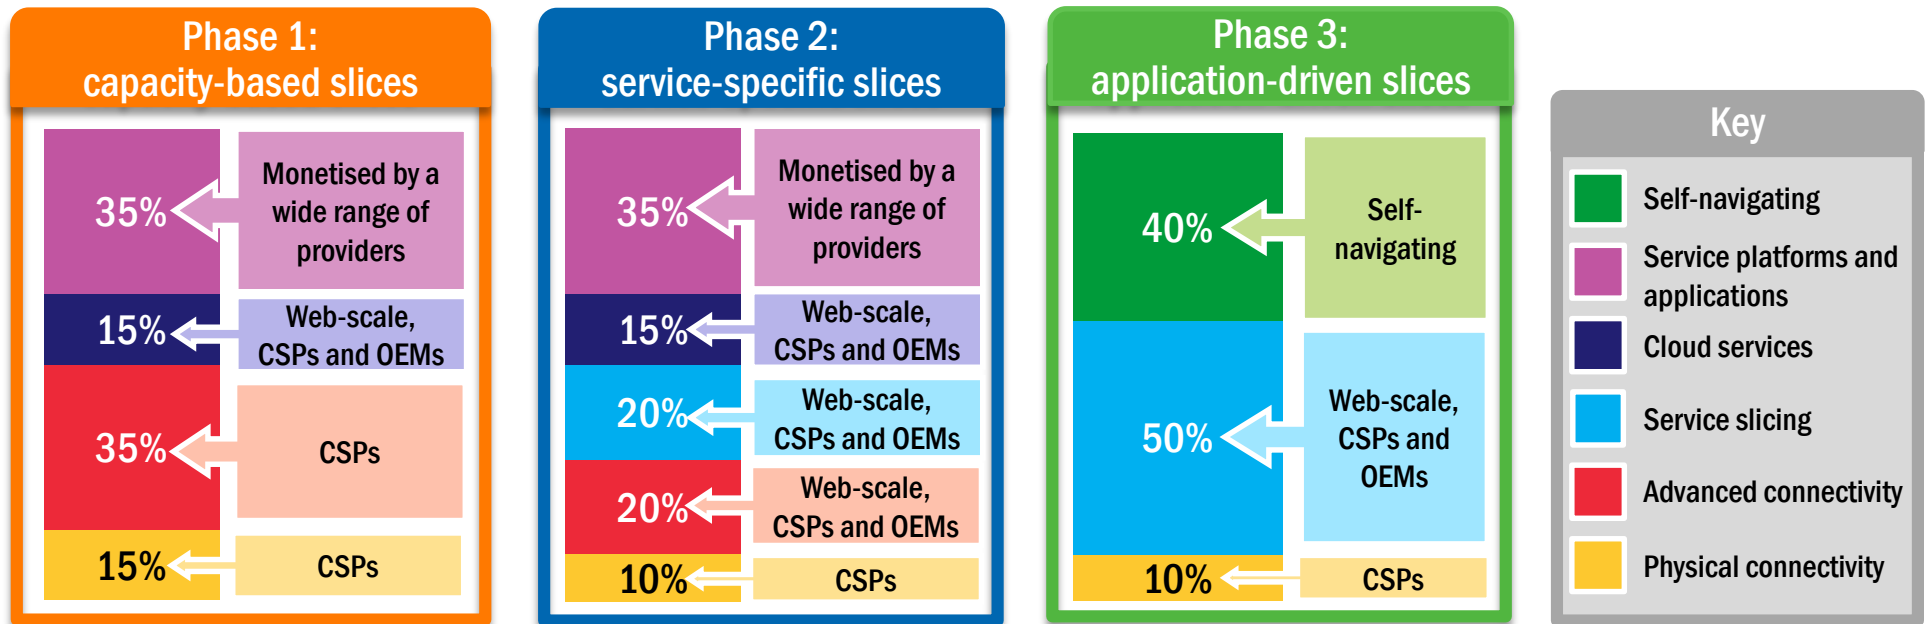 Phase 1:
capacity-based slices
35%
Monetised by a
wide range of
providers
15%
Web-scale,
CSPs and OEMs
35%
CSPs
15%
CSPs
Phase 2:
service-specific slices
35%
Monetised by a
wide range of
providers
15%
Web-scale,
CSPs and OEMs
20%
Web-scale,
CSPs and OEMs
20%
Web-scale,
CSPs and OEMs
10%
CSPs
Phase 3:
application-driven slices
40%
Self-
navigating
50%
Web-scale,
CSPs and
OEMs
10%
CSPs
Key
Self-navigating
Service platforms and
applications
Cloud services
Service slicing
Advanced connectivity
Physical connectivity